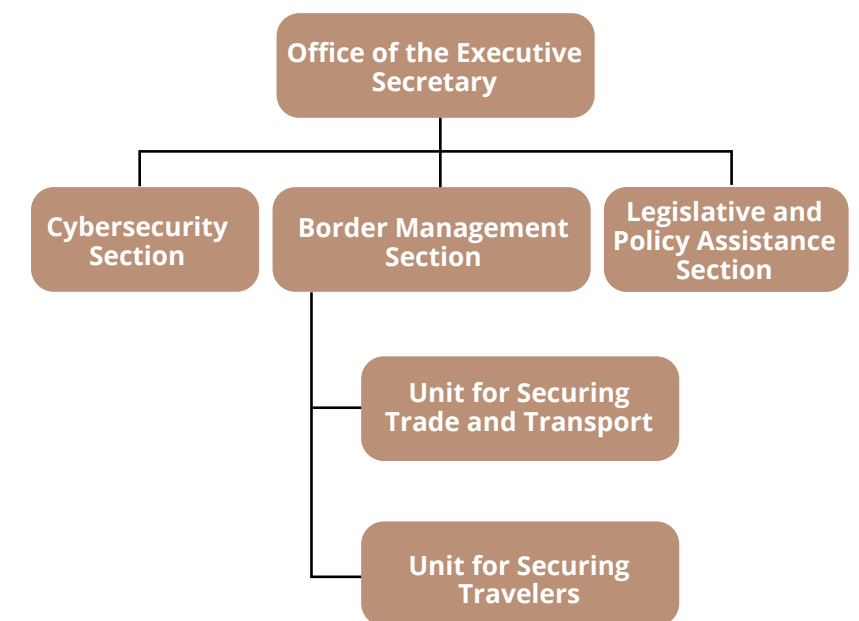 Office of the Executive
Secretary
Cybersecurity
Section
Border Management
Section
Legislative and
Policy Assistance
Section
Unit for Securing
Trade and Transport
Unit for Securing
Travelers